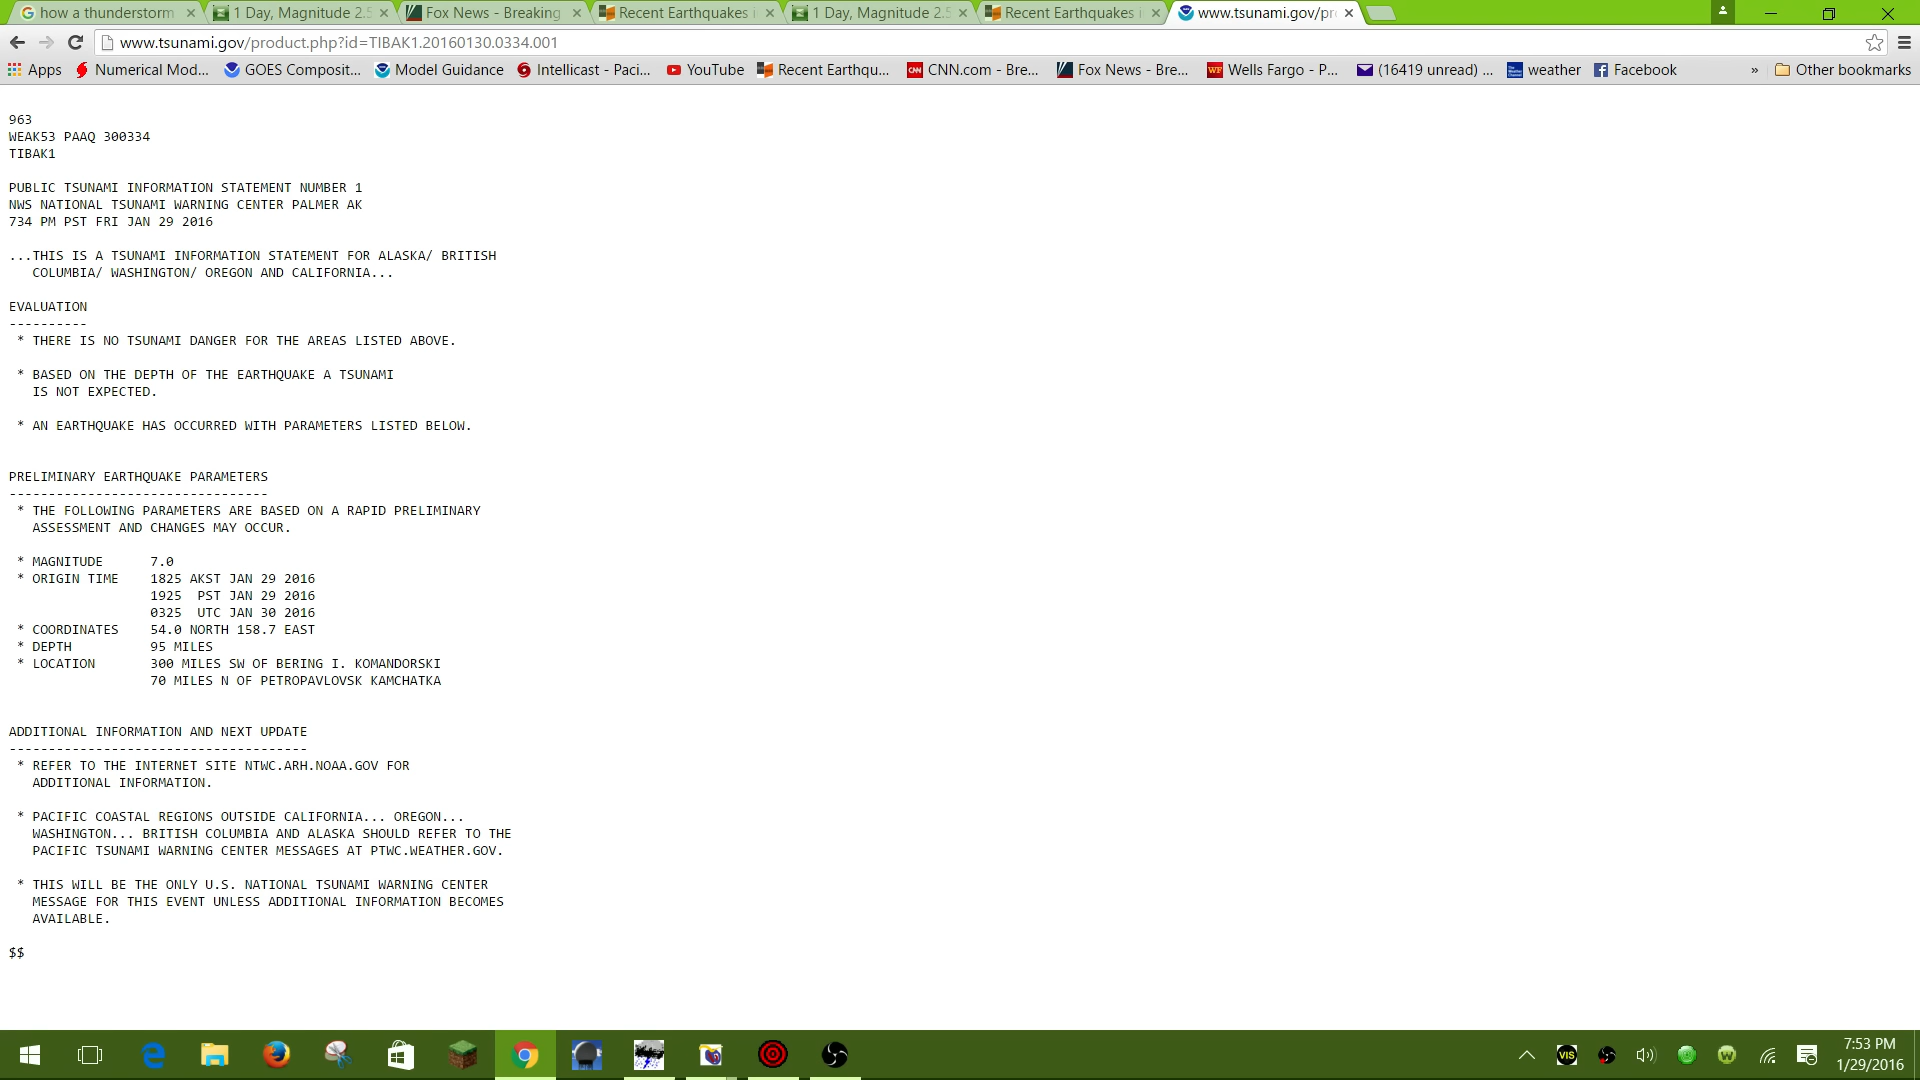 how a thunderstorm
1 Day, Magnitude 2.5
Fox News - Breaking
Recent Earthquakes i
1 Day, Magnitude 2.5
Recent Earthquakes i
www.tsunami.gov/pr
www.tsunami.gov/product.php?id=TIBAK1.20160130.0334.001
Apps Numerical Mod... GOES Composit... Model Guidance Intellicast - Paci... YouTube Recent Earthqu... CNN CNN.com - Bre... Fox News - Bre... WF Wells Fargo - P... (16419 unread) ... weather Facebook » Other bookmarks
963
WEAK53 PAAQ 300334
TIBAK1
PUBLIC TSUNAMI INFORMATION STATEMENT NUMBER 1
NWS NATIONAL TSUNAMI WARNING CENTER PALMER AK
734 PM PST FRI JAN 29 2016
...THIS IS A TSUNAMI INFORMATION STATEMENT FOR ALASKA/ BRITISH
COLUMBIA/ WASHINGTON/ OREGON AND CALIFORNIA...
EVALUATION
----------
* THERE IS NO TSUNAMI DANGER FOR THE AREAS LISTED ABOVE.
* BASED ON THE DEPTH OF THE EARTHQUAKE A TSUNAMI
IS NOT EXPECTED.
* AN EARTHQUAKE HAS OCCURRED WITH PARAMETERS LISTED BELOW.
PRELIMINARY EARTHQUAKE PARAMETERS
---------------------------------
* THE FOLLOWING PARAMETERS ARE BASED ON A RAPID PRELIMINARY
ASSESSMENT AND CHANGES MAY OCCUR.
* MAGNITUDE 7.0
* ORIGIN TIME 1825 AKST JAN 29 2016
1925 PST JAN 29 2016
0325 UTC JAN 30 2016
* COORDINATES 54.0 NORTH 158.7 EAST
* DEPTH 95 MILES
* LOCATION 300 MILES SW OF BERING I. KOMANDORSKI
70 MILES N OF PETROPAVLOVSK KAMCHATKA
ADDITIONAL INFORMATION AND NEXT UPDATE
--------------------------------------
* REFER TO THE INTERNET SITE NTWC.ARH.NOAA.GOV FOR
ADDITIONAL INFORMATION.
* PACIFIC COASTAL REGIONS OUTSIDE CALIFORNIA... OREGON...
WASHINGTON... BRITISH COLUMBIA AND ALASKA SHOULD REFER TO THE
PACIFIC TSUNAMI WARNING CENTER MESSAGES AT PTWC.WEATHER.GOV.
* THIS WILL BE THE ONLY U.S. NATIONAL TSUNAMI WARNING CENTER
MESSAGE FOR THIS EVENT UNLESS ADDITIONAL INFORMATION BECOMES
AVAILABLE.
$$
VIS
7:53 PM
1/29/2016